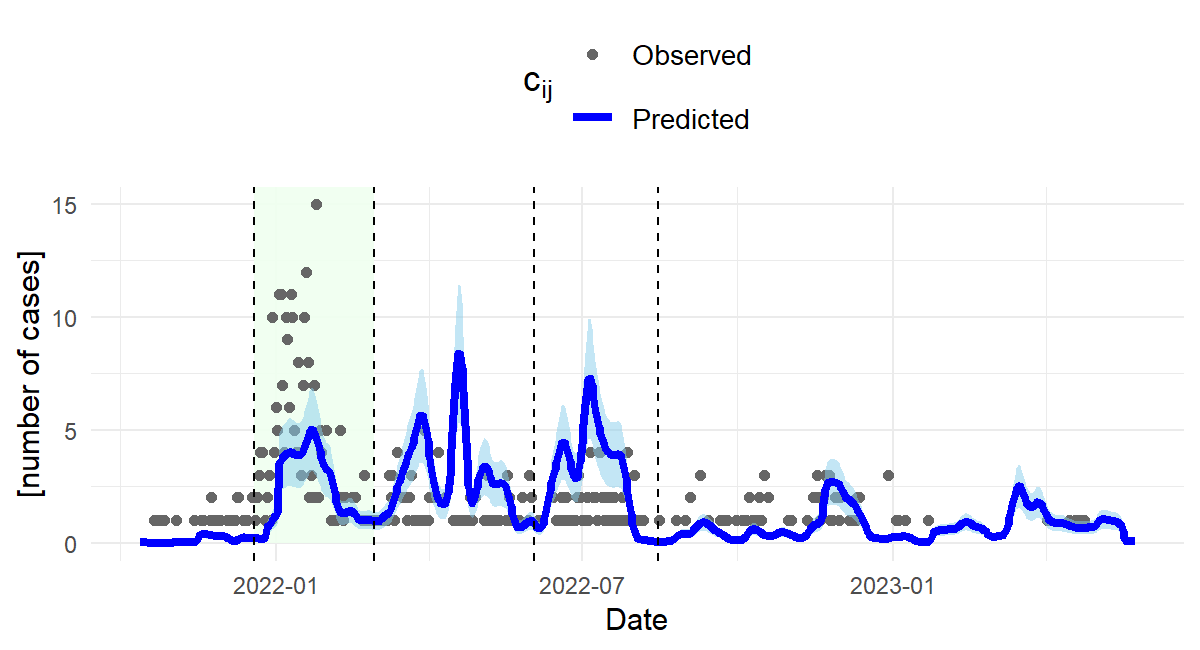 Observed
c_ij
Predicted
[number of cases]
15
10
5
0
2022-01
2022-07
2023-01
Date